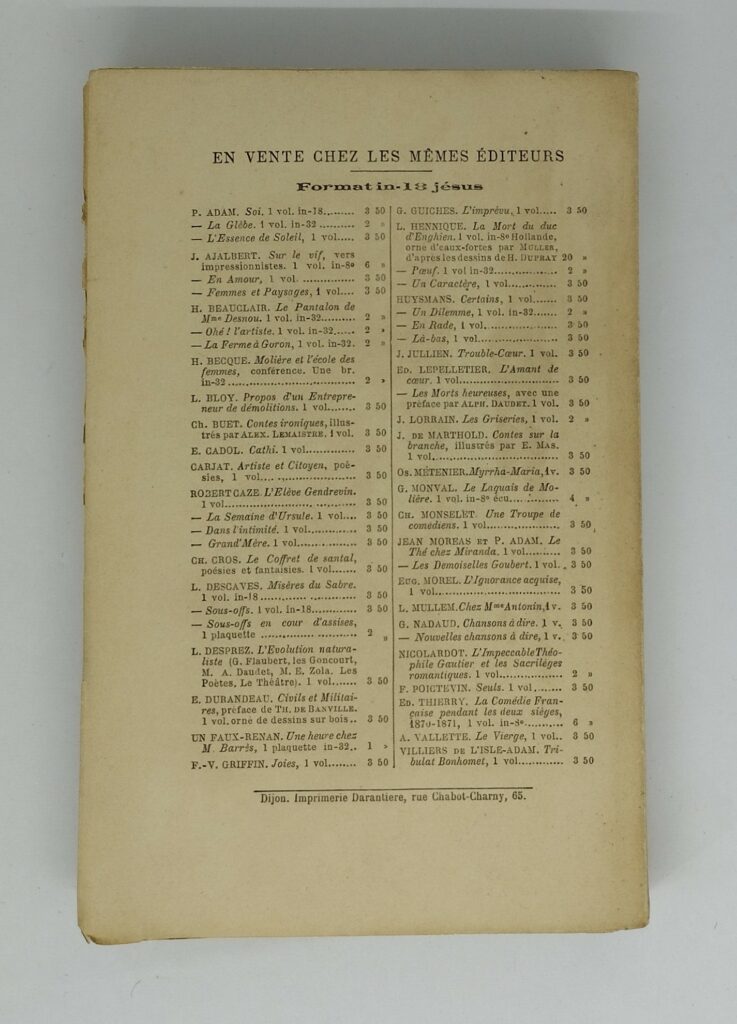 EN VENTE CHEZ LES MÊMES ÉDITEURS
Format in-18 jésus
P. ADAM. Soi. 1 vol. in-18......... 3 50
— La Glèbe. 1 vol. in-32 ......... 2 »
— L'Essence de Soleil, 1 vol..... 3 50
J. AJALBERT. Sur le vif, vers
impressionnistes. 1 vol. in-8º 6 »
— En Amour, 1 vol. ............... 3 50
— Femmes et Paysages, 1 vol.... 3 50
H. BEAUCLAIR. Le Pantalon de
Mme Desnou. 1 vol. in-32..... 2 »
— Ohé ! l'artiste. 1 vol. in-32..... 2 »
— La Ferme à Goron, 1 vol. in-32. 2 »
H. BECQUE. Molière et l'école des
femmes, conférence. Une br.
in-32 ................................ 2 »
L. BLOY. Propos d'un Entrepre-
neur de démolitions. 1 vol....... 3 50
Ch. BUET. Contes ironiques, illus-
trés par ALEX. LEMAISTRE. 1 vol. 3 50
E. CADOL. Cathi. 1 vol............ 3 50
CARJAT. Artiste et Citoyen, poé-
sies, 1 vol........................... 3 50
ROBERT CAZE. L'Elève Gendrevin.
1 vol................................. 3 50
— La Semaine d'Ursule. 1 vol.... 3 50
— Dans l'intimité. 1 vol........... 3 50
— Grand'Mère. 1 vol............... 3 50
CH. CROS. Le Coffret de santal,
poésies et fantaisies. 1 vol....... 3 50
L. DESCAVES. Misères du Sabre.
1 vol. in-18 ........................ 3 50
— Sous-offs. 1 vol. in-18............ 3 50
— Sous-offs en cour d'assises,
1 plaquette ........................ 2 »
L. DESPREZ. L'Evolution natura-
liste (G. Flaubert, les Goncourt,
M. A. Daudet, M. E. Zola. Les
Poètes, Le Théâtre). 1 vol....... 3 50
E. DURANDEAU. Civils et Militai-
res, préface de TH. DE BANVILLE.
1 vol. orné de dessins sur bois.. 3 50
UN FAUX-RENAN. Une heure chez
M. Barrès, 1 plaquette in-32.. 1 »
F.-V. GRIFFIN. Joies, 1 vol...... 3 50
G. GUICHES. L'imprévu, 1 vol..... 3 50
L. HENNIQUE. La Mort du duc
d'Enghien. 1 vol. in-8º Hollande,
orné d'eaux-fortes par MULLER,
d'après les dessins de H. DUPRAY 20 »
— Pœuf. 1 vol in-32............... 2 »
— Un Caractère, 1 vol............. 3 50
HUYSMANS. Certains, 1 vol....... 3 50
— Un Dilemme, 1 vol. in-32....... 2 »
— En Rade, 1 vol................... 3 50
— Là-bas, 1 vol..................... 3 50
J. JULLIEN. Trouble-Cœur. 1 vol. 3 50
ED. LEPELLETIER. L'Amant de
cœur. 1 vol......................... 3 50
— Les Morts heureuses, avec une
préface par ALPH. DAUDET. 1 vol. 3 50
J. LORRAIN. Les Griseries, 1 vol. 2 »
J. DE MARTHOLD. Contes sur la
branche, illustrés par E. MAS.
1 vol................................. 3 50
OS. MÉTENIER. Myrrha-Maria, 1 v. 3 50
G. MONVAL. Le Laquais de Mo-
lière. 1 vol. in-8º écu............ 4 »
CH. MONSELET. Une Troupe de
comédiens. 1 vol................... 3 50
JEAN MOREAS ET P. ADAM. Le
Thé chez Miranda. 1 vol......... 3 50
— Les Demoiselles Goubert. 1 vol. . 3 50
EUG. MOREL. L'Ignorance acquise,
1 vol................................. 3 50
L. MULLEM. Chez Mme Antonin, 1 v. 3 50
G. NADAUD. Chansons à dire. 1 v. 3 50
— Nouvelles chansons à dire, 1 v.. 3 50
NICOLARDOT. L'Impeccable Théo-
phile Gautier et les Sacrilèges
romantiques. 1 vol................ 2 »
F. POICTEVIN. Seuls. 1 vol........ 3 50
ED. THIERRY. La Comédie Fran-
çaise pendant les deux sièges,
1870-1871, 1 vol. in-8º............ 6 »
A. VALLETTE. Le Vierge, 1 vol.. 3 50
VILLIERS DE L'ISLE-ADAM. Tri-
bulat Bonhomet, 1 vol............ 3 50
Dijon. Imprimerie Darantiere, rue Chabot-Charny, 65.